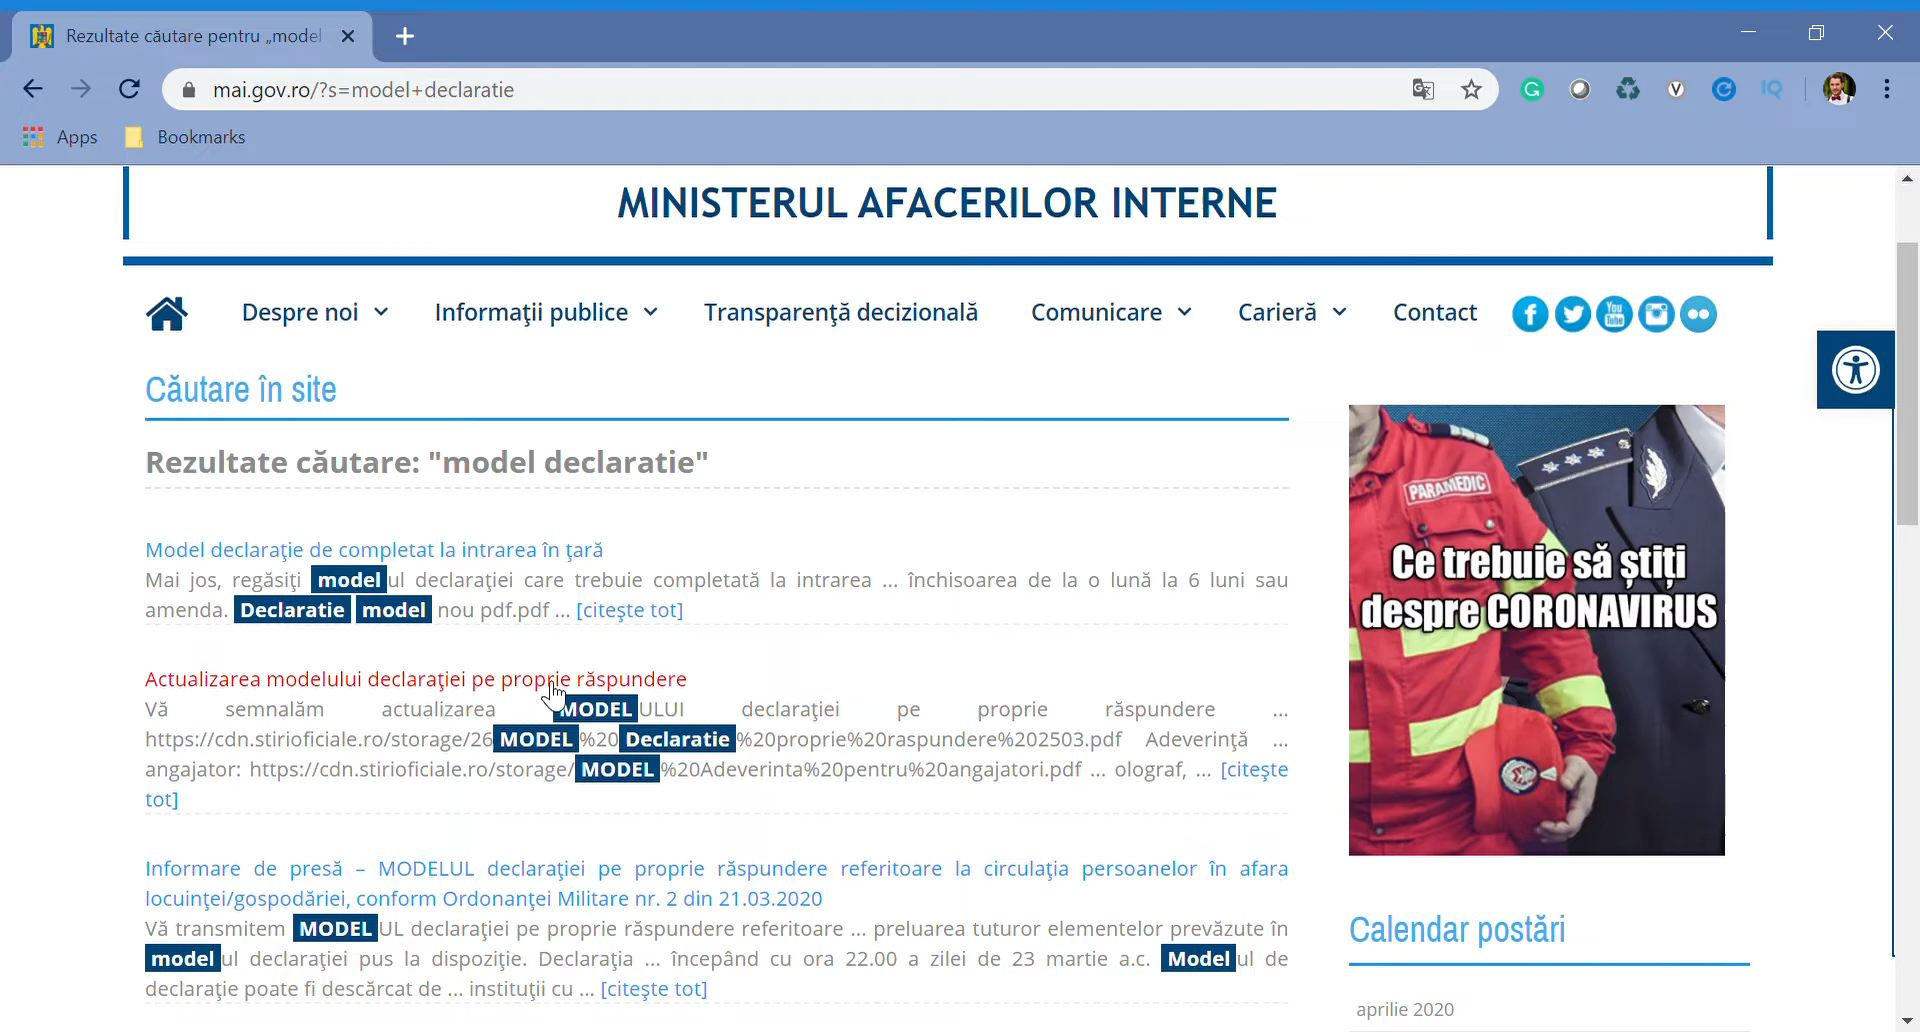 Rezultate căutare pentru „model
mai.gov.ro/?s=model+declaratie
Apps
Bookmarks
MINISTERUL AFACERILOR INTERNE
Despre noi
Informaţii publice
Transparenţă decizională
Comunicare
Carieră
Contact
You Tube
Căutare în site
Rezultate căutare: "model declaratie"
Model declaraţie de completat la intrarea în ţară
Mai jos, regăsiţi modelul declaraţiei care trebuie completată la intrarea ... închisoarea de la o lună la 6 luni sau
amenda. Declaratie model nou pdf.pdf ... [citeşte tot]
Actualizarea modelului declaraţiei pe proprie răspundere
Vă semnalăm actualizarea MODELULUI declaraţiei pe proprie răspundere ...
https://cdn.stirioficiale.ro/storage/26MODEL%20Declaratie%20proprie%20raspundere%202503.pdf Adeverinţă ...
angajator: https://cdn.stirioficiale.ro/storage/MODEL%20Adeverinta%20pentru%20angajatori.pdf ... olograf, ... [citeşte
tot]
Informare de presă – MODELUL declaraţiei pe proprie răspundere referitoare la circulaţia persoanelor în afara
locuinţei/gospodăriei, conform Ordonanţei Militare nr. 2 din 21.03.2020
Vă transmitem MODELUL declaraţiei pe proprie răspundere referitoare ... preluarea tuturor elementelor prevăzute în
modelul declaraţiei pus la dispoziţie. Declaraţia ... începând cu ora 22.00 a zilei de 23 martie a.c. Modelul de
declaraţie poate fi descărcat de ... instituţii cu ... [citeşte tot]
PARAMEDIC
Ce trebuie să știți
despre CORONAVIRUS
Calendar postări
aprilie 2020